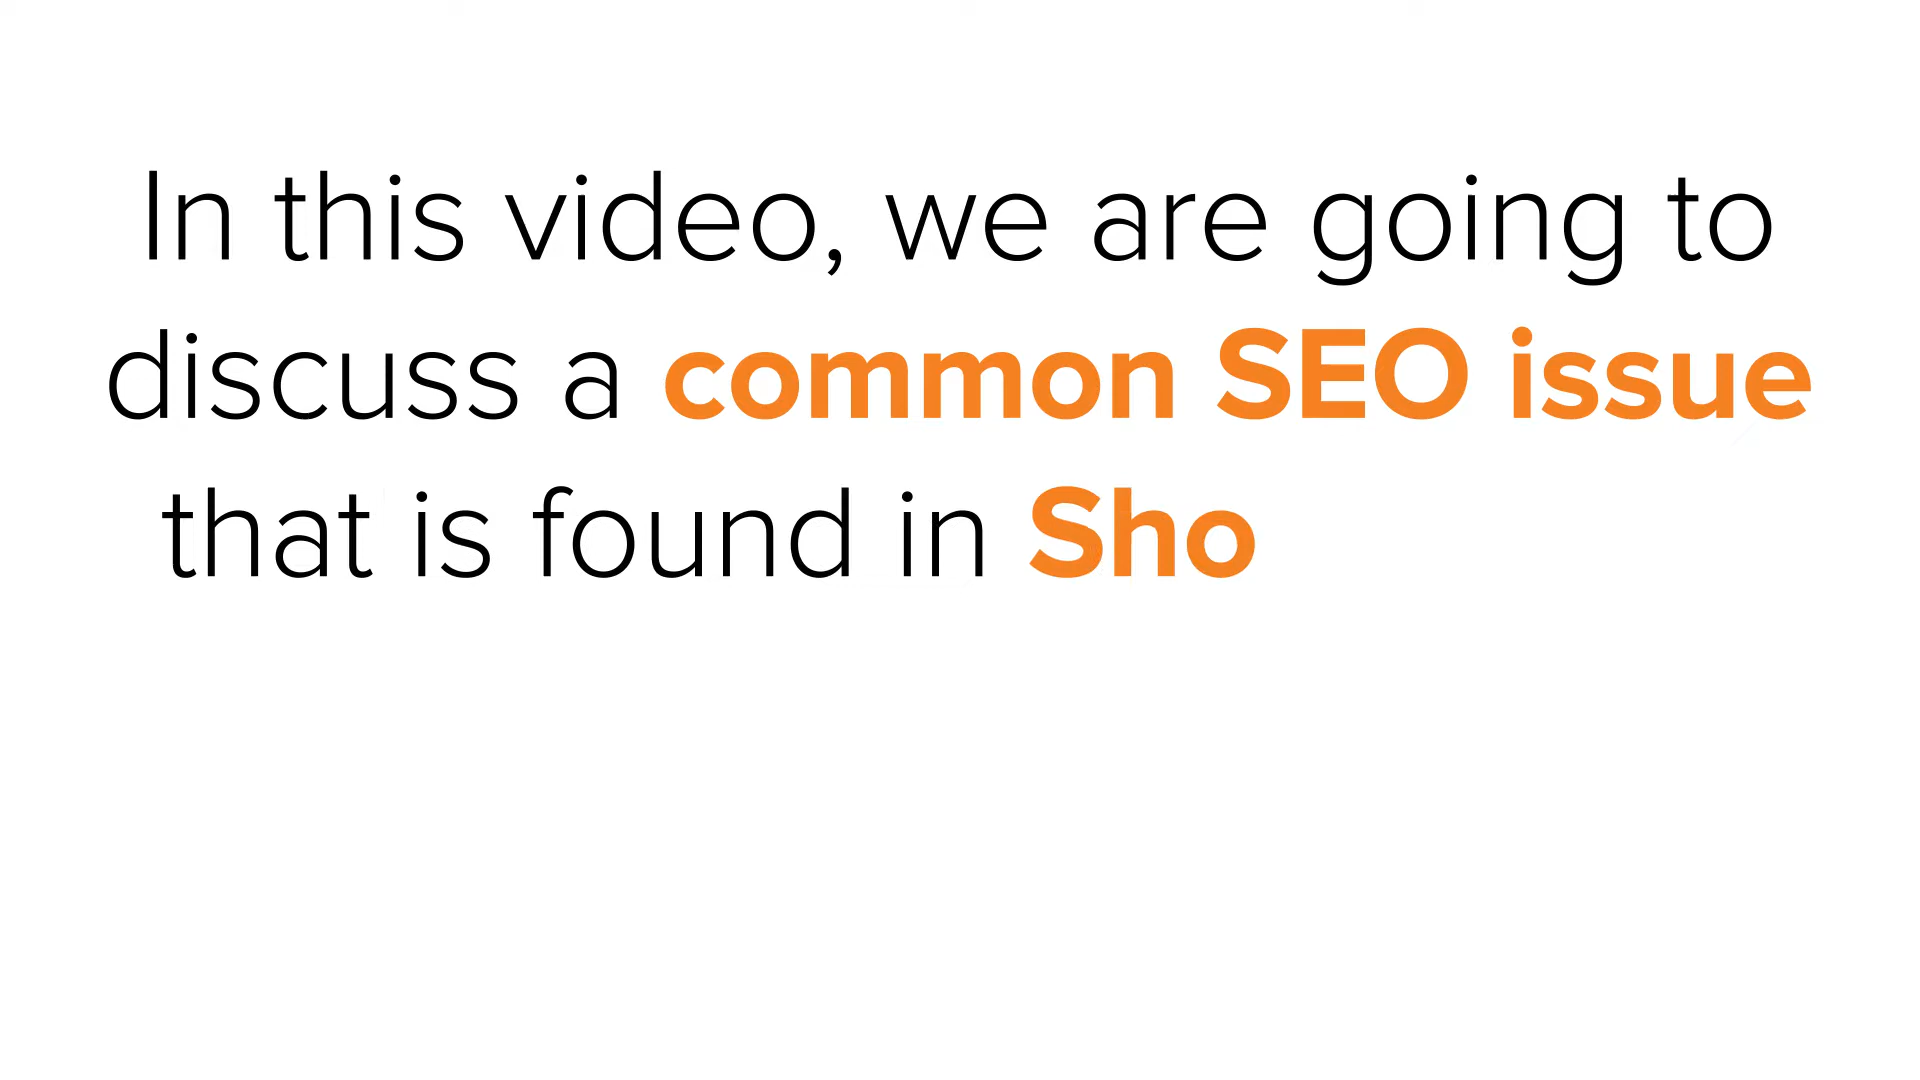 In this video, we are going to
discuss a common SEO issue
that is found in Sho